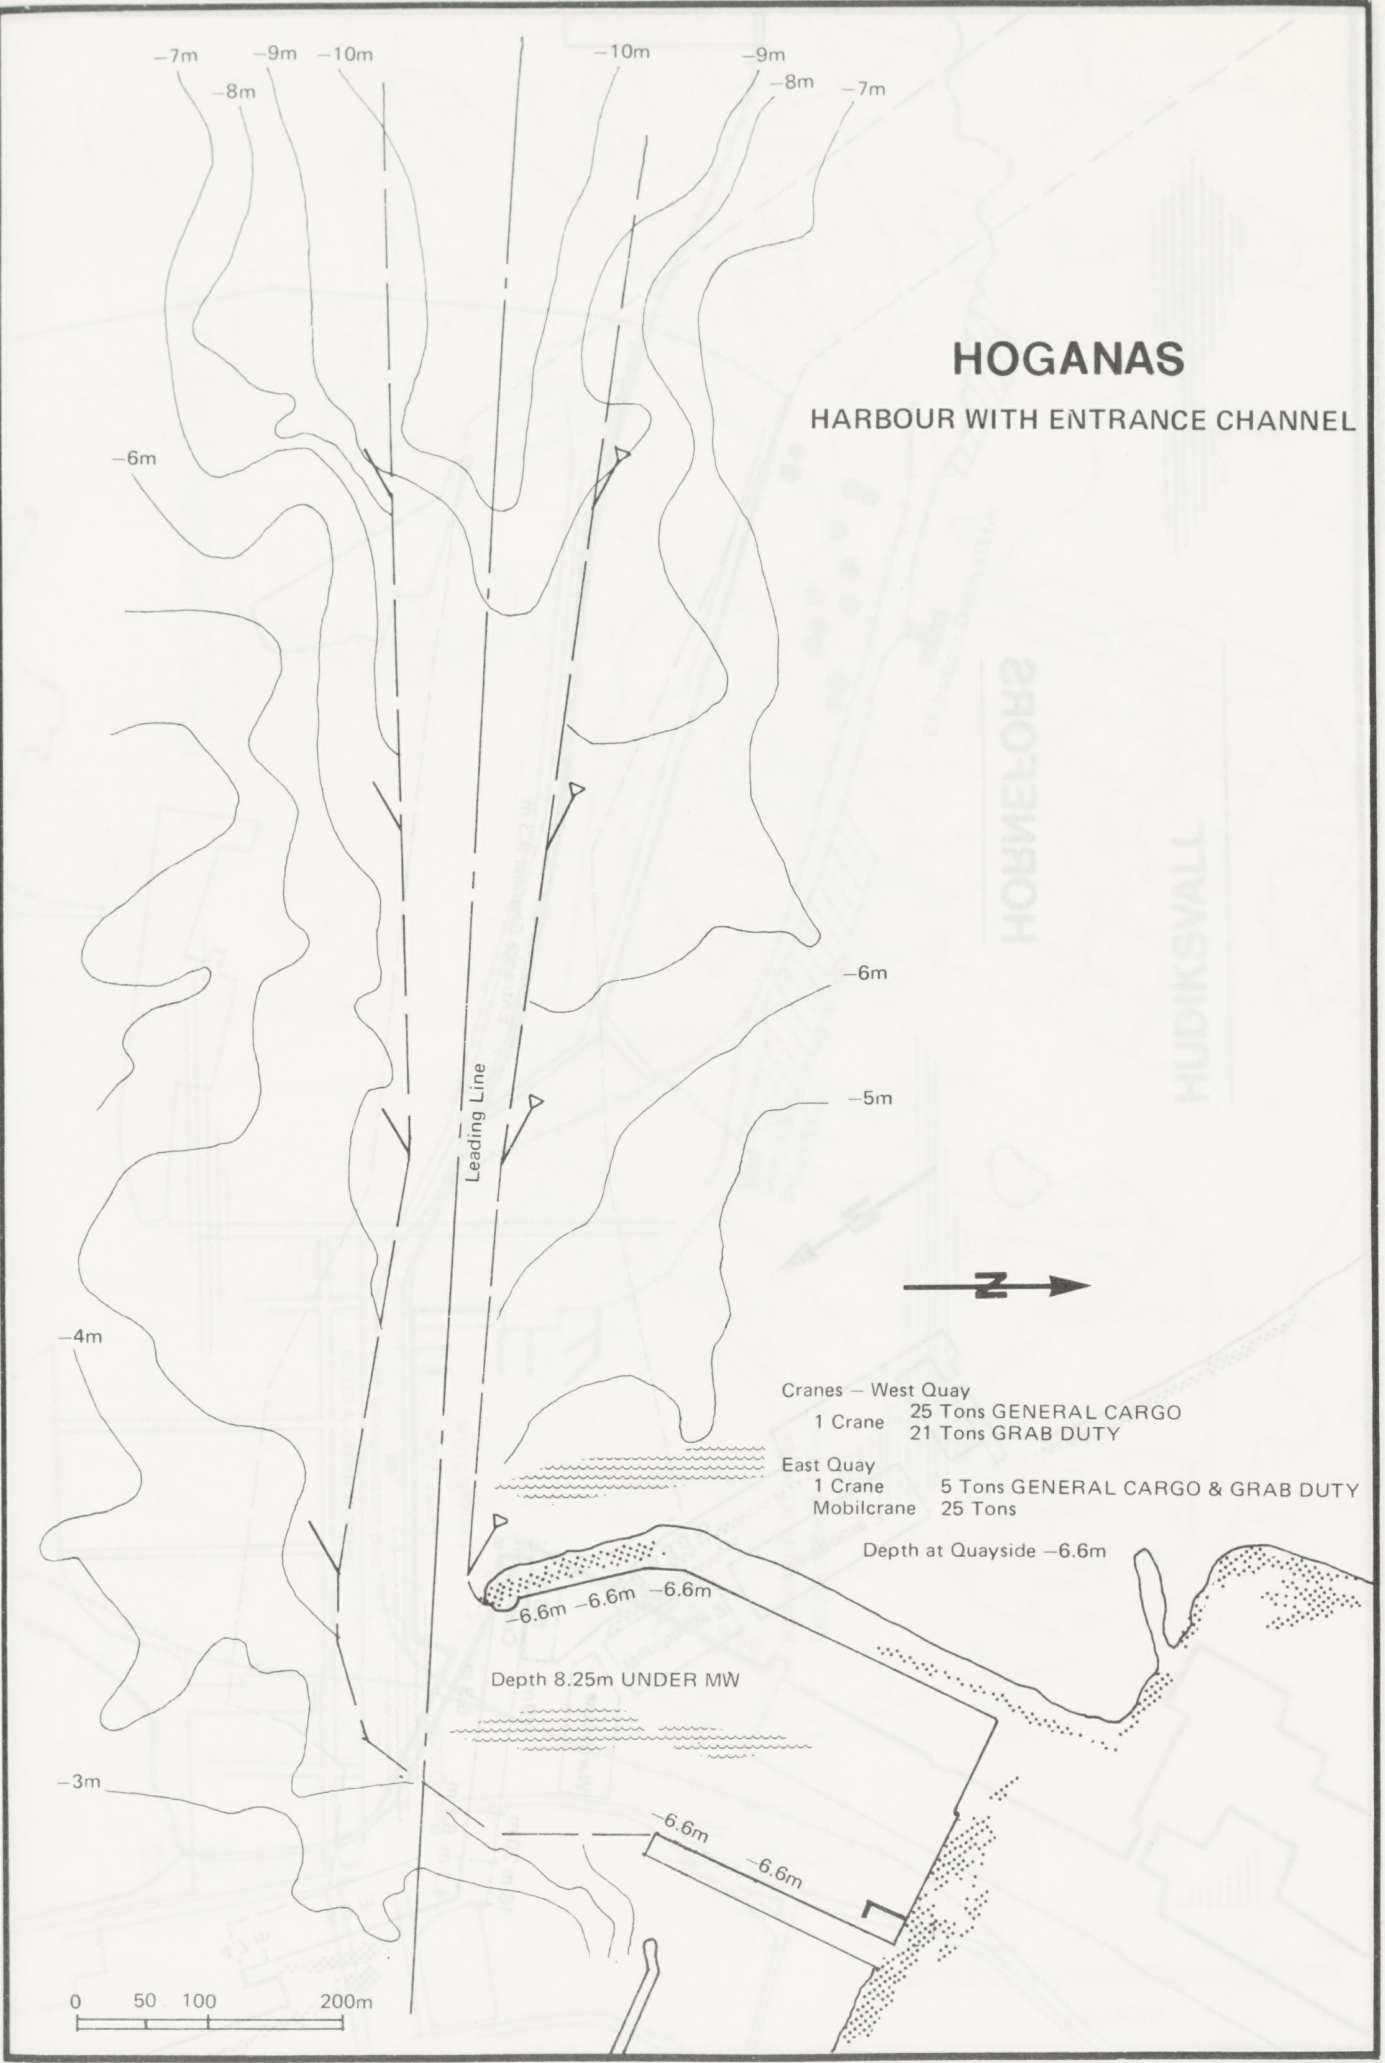 -7m
-9m
-10m
-8m
-10m
-9m
-8m
-7m
HOGANAS
HARBOUR WITH ENTRANCE CHANNEL
-6m
-6m
Leading Line
-5m
N
-4m
Cranes – West Quay
1 Crane 25 Tons GENERAL CARGO
21 Tons GRAB DUTY
East Quay
1 Crane 5 Tons GENERAL CARGO & GRAB DUTY
Mobilcrane 25 Tons
Depth at Quayside -6.6m
-6.6m -6.6m -6.6m
Depth 8.25m UNDER MW
-3m
-6.6m
-6.6m
0 50 100 200m
HORNEFORS
HUDIKSVALL